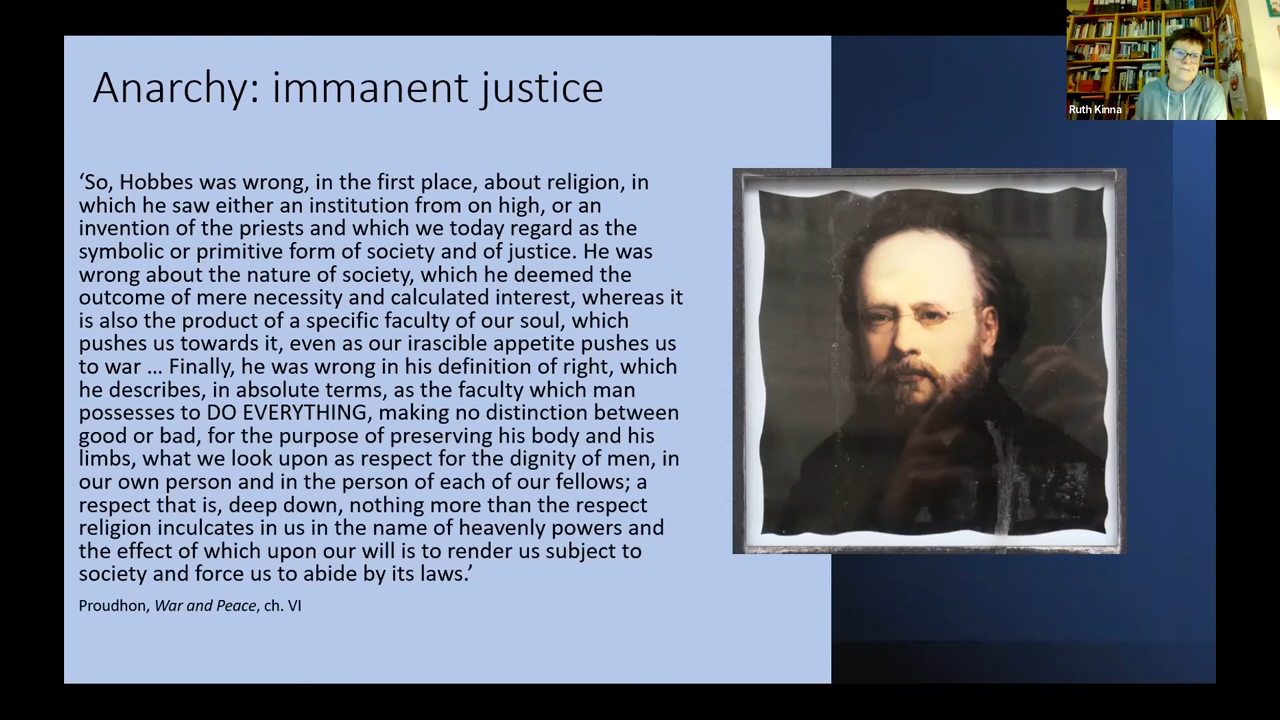 Ruth Kinna
Anarchy: immanent justice
‘So, Hobbes was wrong, in the first place, about religion, in
which he saw either an institution from on high, or an
invention of the priests and which we today regard as the
symbolic or primitive form of society and of justice. He was
wrong about the nature of society, which he deemed the
outcome of mere necessity and calculated interest, whereas it
is also the product of a specific faculty of our soul, which
pushes us towards it, even as our irascible appetite pushes us
to war … Finally, he was wrong in his definition of right, which
he describes, in absolute terms, as the faculty which man
possesses to DO EVERYTHING, making no distinction between
good or bad, for the purpose of preserving his body and his
limbs, what we look upon as respect for the dignity of men, in
our own person and in the person of each of our fellows; a
respect that is, deep down, nothing more than the respect
religion inculcates in us in the name of heavenly powers and
the effect of which upon our will is to render us subject to
society and force us to abide by its laws.’
Proudhon, War and Peace, ch. VI